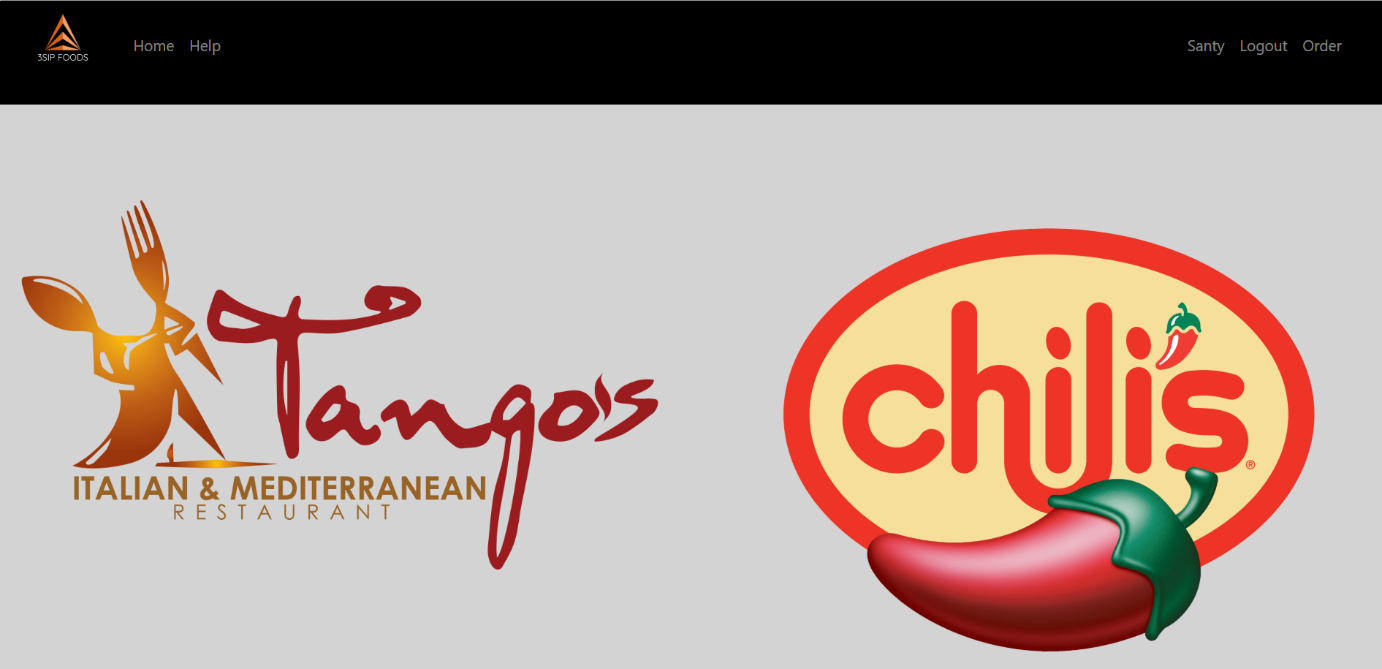 3SIP FOODS
Home Help
Santy Logout Order
Tango's
ITALIAN & MEDITERRANEAN
RESTAURANT
chili's®